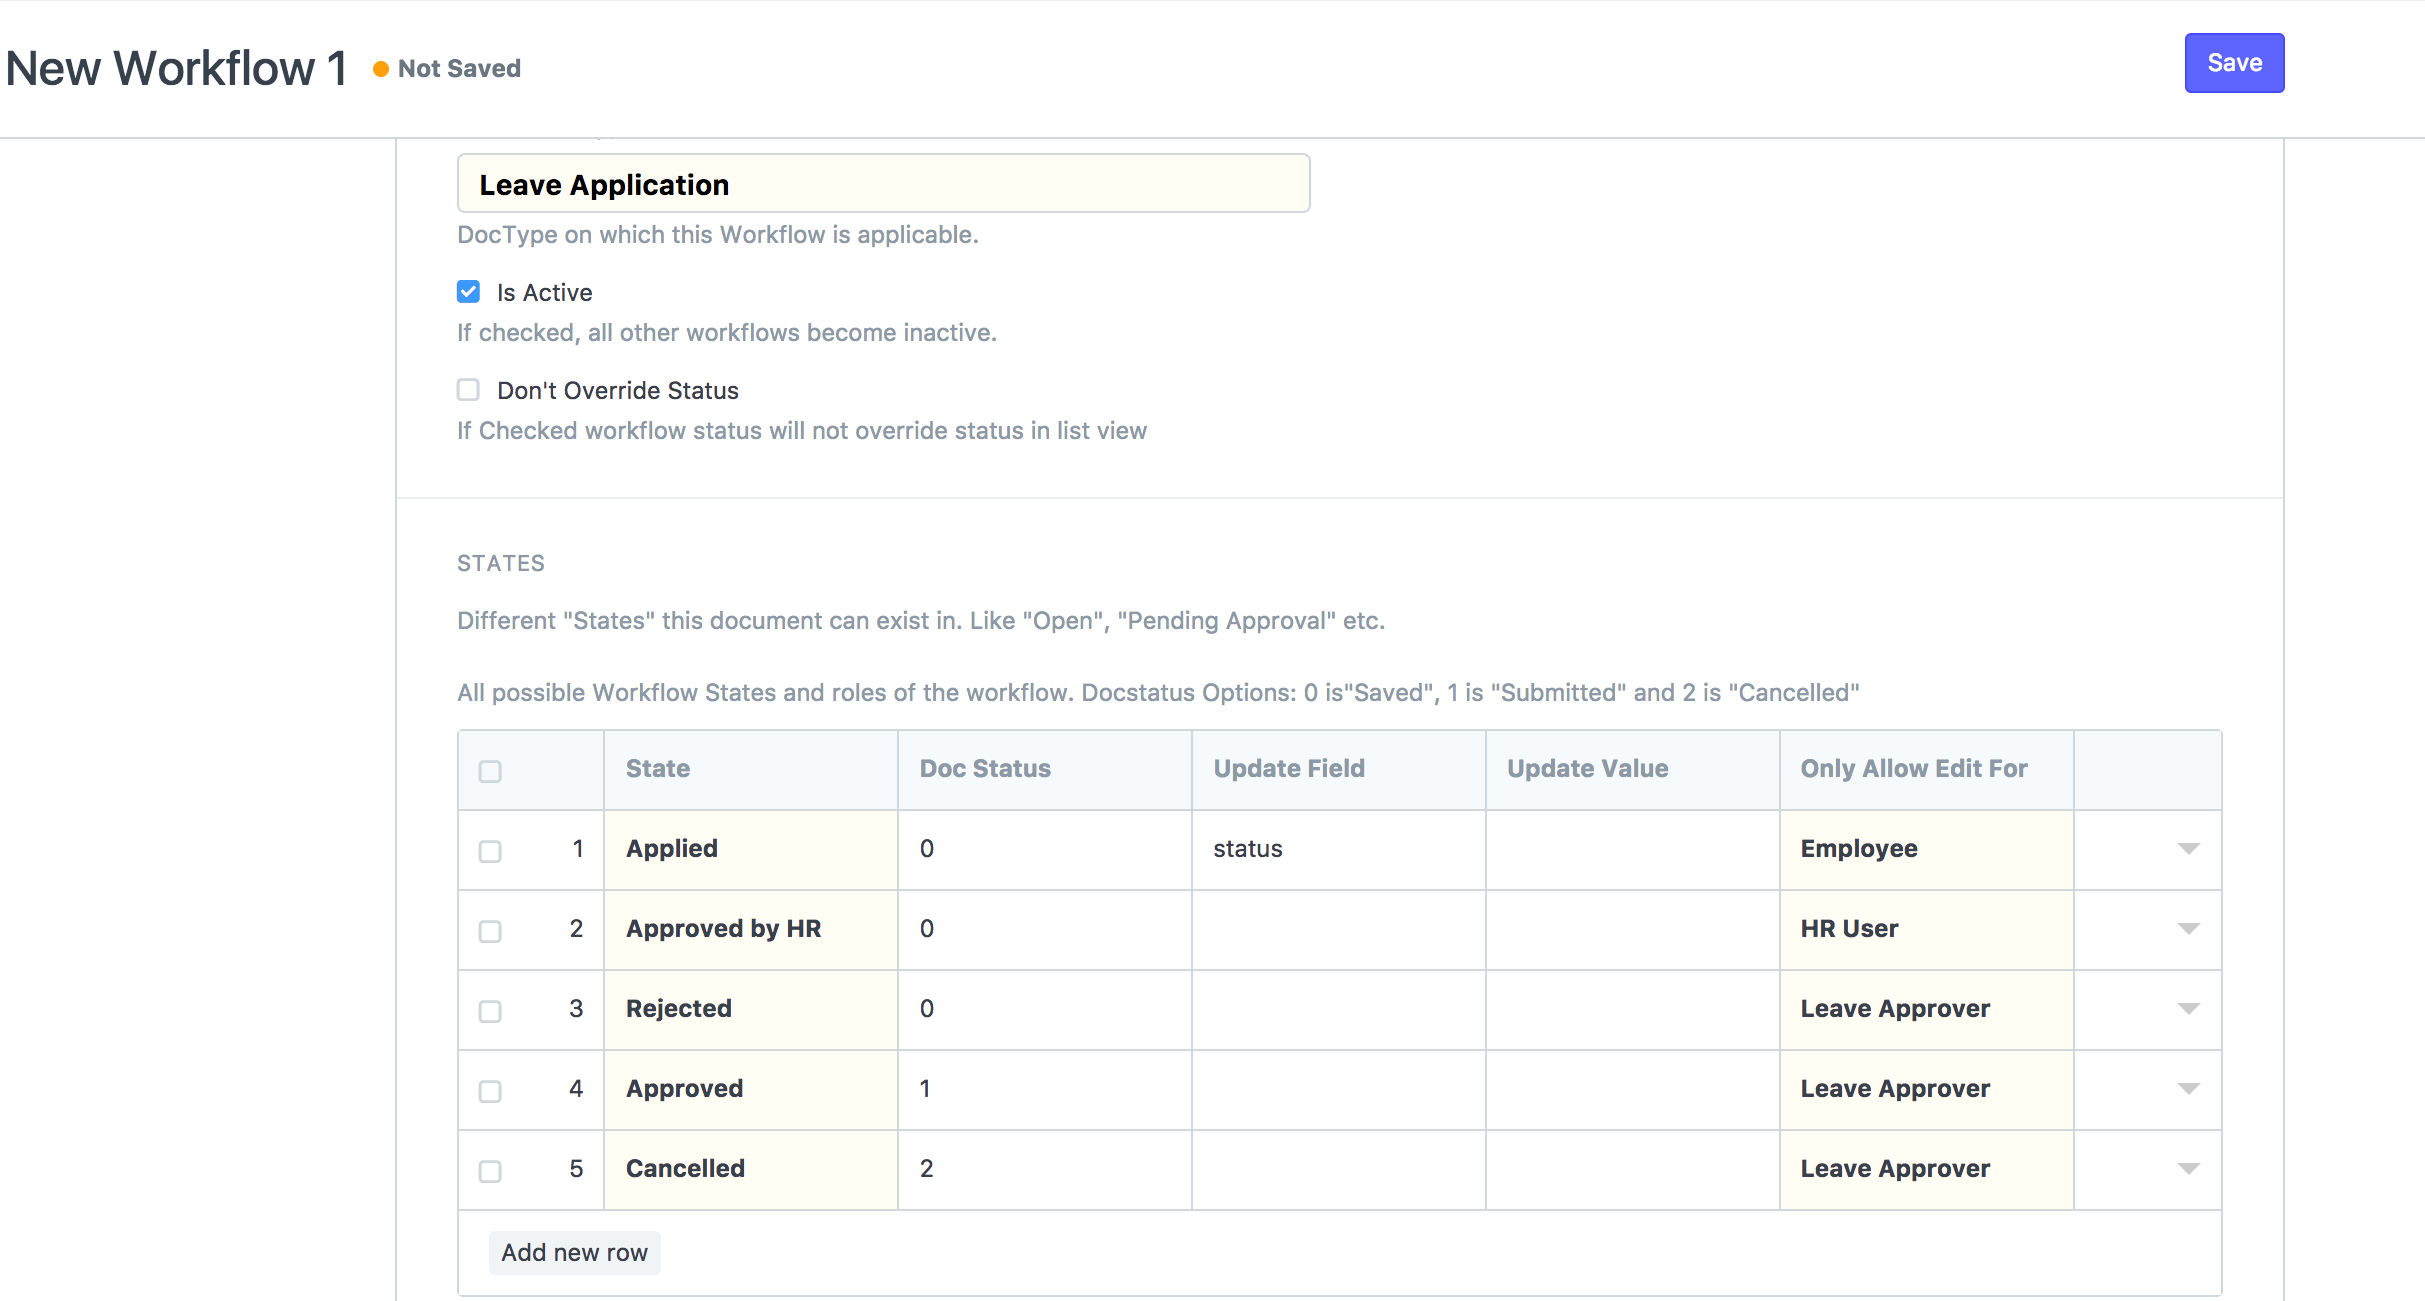 New Workflow 1 Not Saved Save
Leave Application
DocType on which this Workflow is applicable.
Is Active
If checked, all other workflows become inactive.
Don't Override Status
If Checked workflow status will not override status in list view
STATES
Different "States" this document can exist in. Like "Open", "Pending Approval" etc.
All possible Workflow States and roles of the workflow. Docstatus Options: 0 is"Saved", 1 is "Submitted" and 2 is "Cancelled"
State Doc Status Update Field Update Value Only Allow Edit For
1 Applied 0 status Employee
2 Approved by HR 0 HR User
3 Rejected 0 Leave Approver
4 Approved 1 Leave Approver
5 Cancelled 2 Leave Approver
Add new row